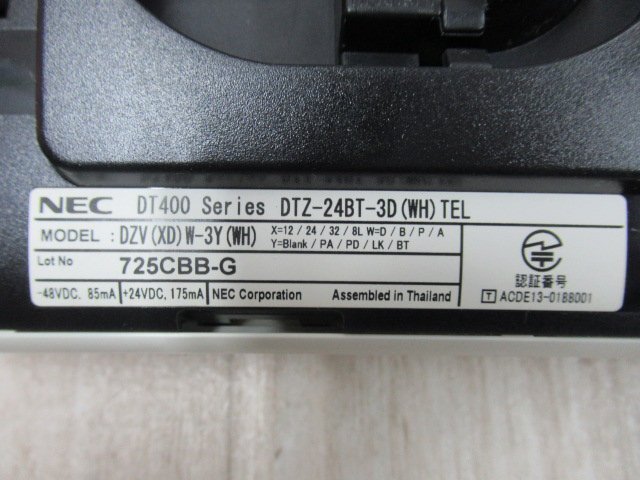 NEC DT400 Series DTZ-24BT-3D(WH)TEL
MODEL : DZV(XD)W-3Y(WH) X=12 / 24 / 32 / 8L W=D / B / P / A
Y=Blank / PA / PD / LK / BT
Lot No 725CBB-G
-48VDC, 85mA +24VDC, 175mA NEC Corporation Assembled in Thailand
認証番号
T ACDE13-0188001